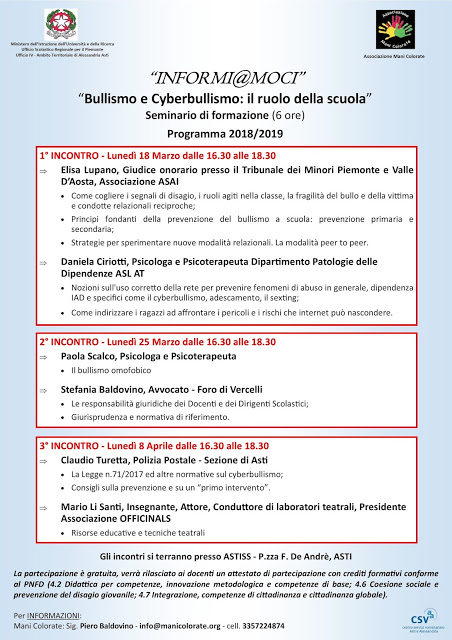 Associazione
Mani Colorate
Ministero dell'Istruzione dell'Università e della Ricerca
Ufficio Scolastico Regionale per il Piemonte
Ufficio IV - Ambito Territoriale di Alessandria Asti
Associazione Mani Colorate
"INFORMI@MOCI"
"Bullismo e Cyberbullismo: il ruolo della scuola"
Seminario di formazione (6 ore)
Programma 2018/2019
1° INCONTRO - Lunedì 18 Marzo dalle 16.30 alle 18.30
⇒ Elisa Lupano, Giudice onorario presso il Tribunale dei Minori Piemonte e Valle
D'Aosta, Associazione ASAI
• Come cogliere i segnali di disagio, i ruoli agiti nella classe, la fragilità del bullo e della vittima
e condotte relazionali reciproche;
• Principi fondanti della prevenzione del bullismo a scuola: prevenzione primaria e
secondaria;
• Strategie per sperimentare nuove modalità relazionali. La modalità peer to peer.
⇒ Daniela Ciriotti, Psicologa e Psicoterapeuta Dipartimento Patologie delle
Dipendenze ASL AT
• Nozioni sull'uso corretto della rete per prevenire fenomeni di abuso in generale, dipendenza
IAD e specifici come il cyberbullismo, adescamento, il sexting;
• Come indirizzare i ragazzi ad affrontare i pericoli e i rischi che internet può nascondere.
2° INCONTRO - Lunedì 25 Marzo dalle 16.30 alle 18.30
⇒ Paola Scalco, Psicologa e Psicoterapeuta
• Il bullismo omofobico
⇒ Stefania Baldovino, Avvocato - Foro di Vercelli
• Le responsabilità giuridiche dei Docenti e dei Dirigenti Scolastici;
• Giurisprudenza e normativa di riferimento.
3° INCONTRO - Lunedì 8 Aprile dalle 16.30 alle 18.30
⇒ Claudio Turetta, Polizia Postale - Sezione di Asti
• La Legge n.71/2017 ed altre normative sul cyberbullismo;
• Consigli sulla prevenzione e su un "primo intervento".
⇒ Mario Li Santi, Insegnante, Attore, Conduttore di laboratori teatrali, Presidente
Associazione OFFICINALS
• Risorse educative e tecniche teatrali
Gli incontri si terranno presso ASTISS - P.zza F. De Andrè, ASTI
La partecipazione è gratuita, verrà rilasciato ai docenti un attestato di partecipazione con crediti formativi conforme
al PNFD (4.2 Didattica per competenze, innovazione metodologica e competenze di base; 4.6 Coesione sociale e
prevenzione del disagio giovanile; 4.7 Integrazione, competenze di cittadinanza e cittadinanza globale).
Per INFORMAZIONI:
Mani Colorate: Sig. Piero Baldovino - info@manicolorate.org - cell. 3357224874
CSV
centro servizi volontariato
Asti e Alessandria